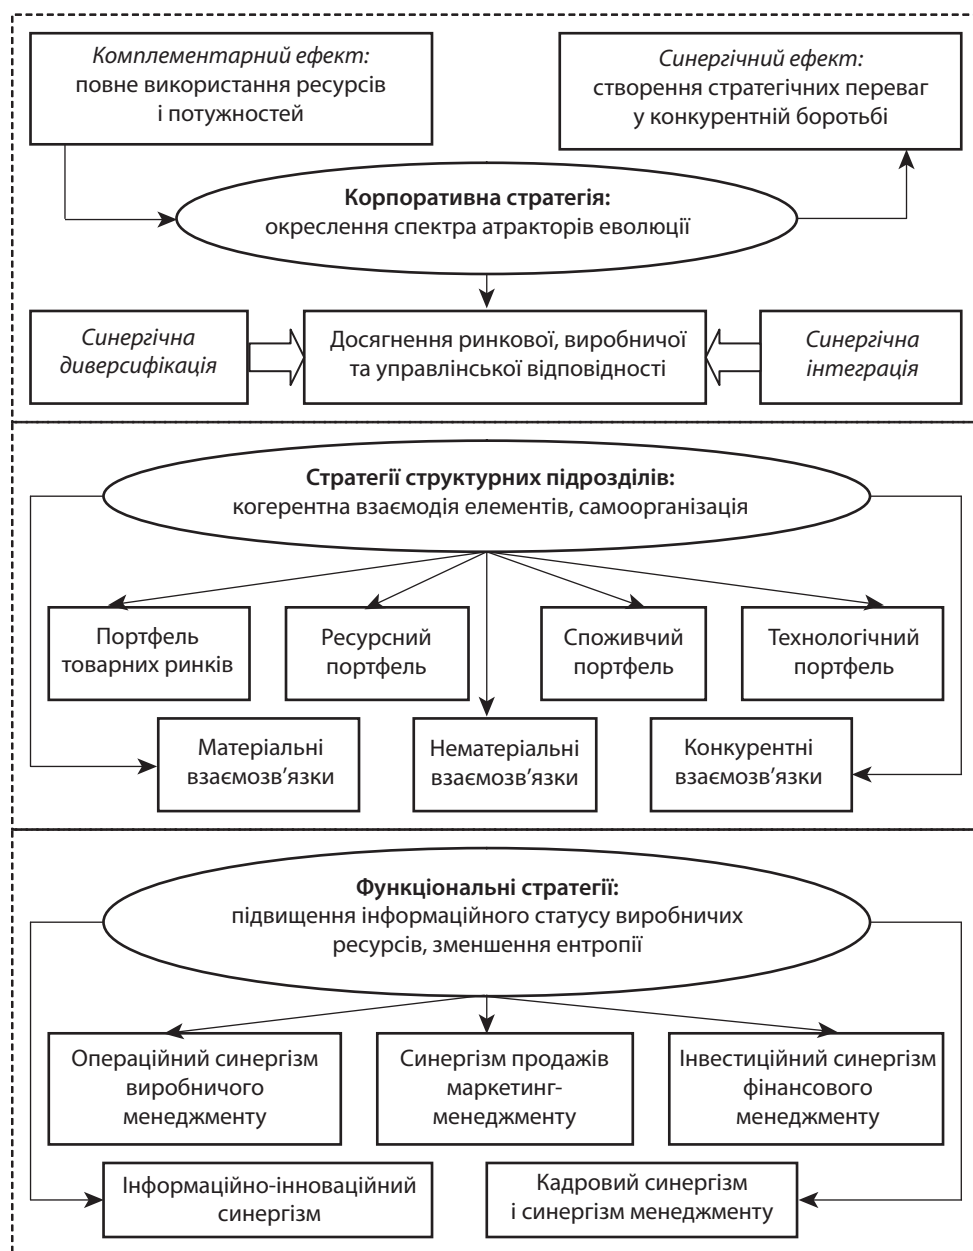 Комплементарний ефект:
повне використання ресурсів
і потужностей
Синергічний ефект:
створення стратегічних переваг
у конкурентній боротьбі
Корпоративна стратегія:
окреслення спектра атракторів еволюції
Синергічна
диверсифікація
Досягнення ринкової, виробничої
та управлінської відповідності
Синергічна
інтеграція
Стратегії структурних підрозділів:
когерентна взаємодія елементів, самоорганізація
Портфель
товарних ринків
Ресурсний
портфель
Споживчий
портфель
Технологічний
портфель
Матеріальні
взаємозв’язки
Нематеріальні
взаємозв’язки
Конкурентні
взаємозв’язки
Функціональні стратегії:
підвищення інформаційного статусу виробничих
ресурсів, зменшення ентропії
Операційний синергізм
виробничого
менеджменту
Синергізм продажів
маркетинг-
менеджменту
Інвестиційний синергізм
фінансового
менеджменту
Інформаційно-інноваційний
синергізм
Кадровий синергізм
і синергізм менеджменту